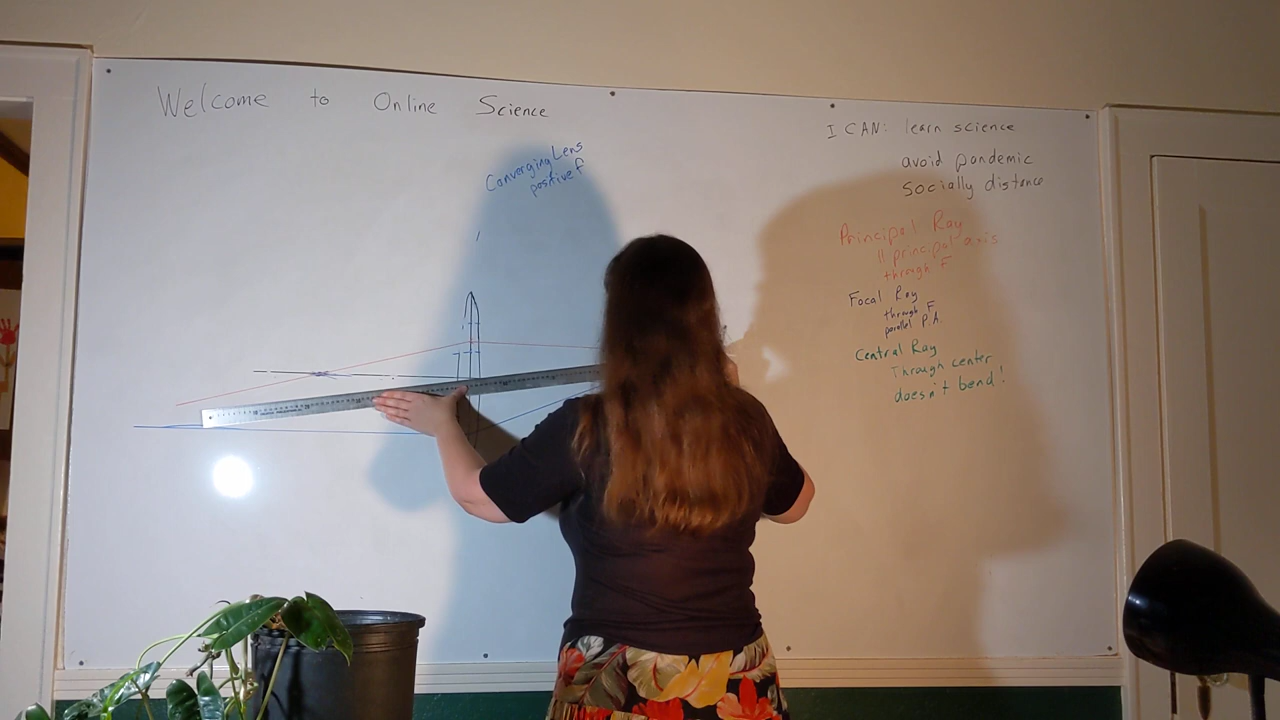 Welcome to Online Science
Converging Lens
positive f
I CAN: learn science
avoid pandemic
socially distance
Principal Ray
|| principal axis
through F
Focal Ray
through F
parallel P.A.
Central Ray
Through center
doesn't bend!